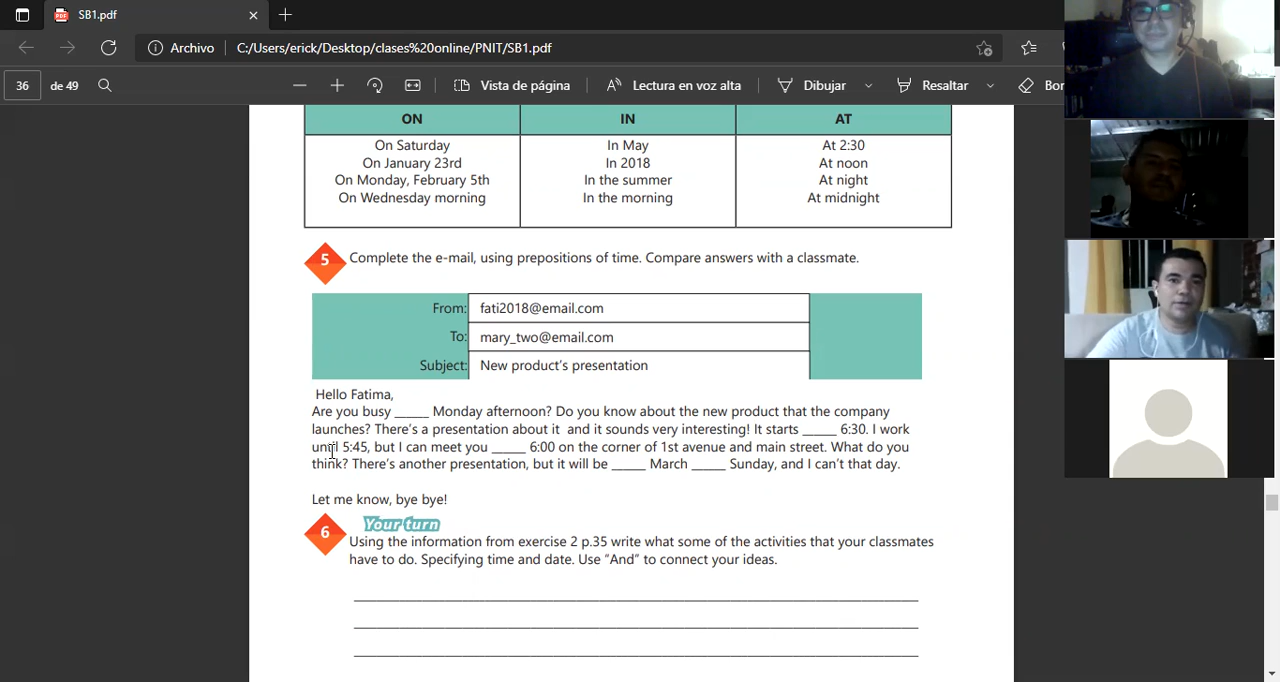 SB1.pdf
Archivo C:/Users/erick/Desktop/clases%20online/PNIT/SB1.pdf
36 de 49 Vista de página Lectura en voz alta Dibujar Resaltar Bor
ON IN AT
On Saturday In May At 2:30
On January 23rd In 2018 At noon
On Monday, February 5th In the summer At night
On Wednesday morning In the morning At midnight
5 Complete the e-mail, using prepositions of time. Compare answers with a classmate.
From: fati2018@email.com
To: mary_two@email.com
Subject: New product's presentation
Hello Fatima,
Are you busy _____ Monday afternoon? Do you know about the new product that the company
launches? There's a presentation about it and it sounds very interesting! It starts _____ 6:30. I work
until 5:45, but I can meet you _____ 6:00 on the corner of 1st avenue and main street. What do you
think? There's another presentation, but it will be _____ March _____ Sunday, and I can't that day.
Let me know, bye bye!
6 Your turn
Using the information from exercise 2 p.35 write what some of the activities that your classmates
have to do. Specifying time and date. Use "And" to connect your ideas.